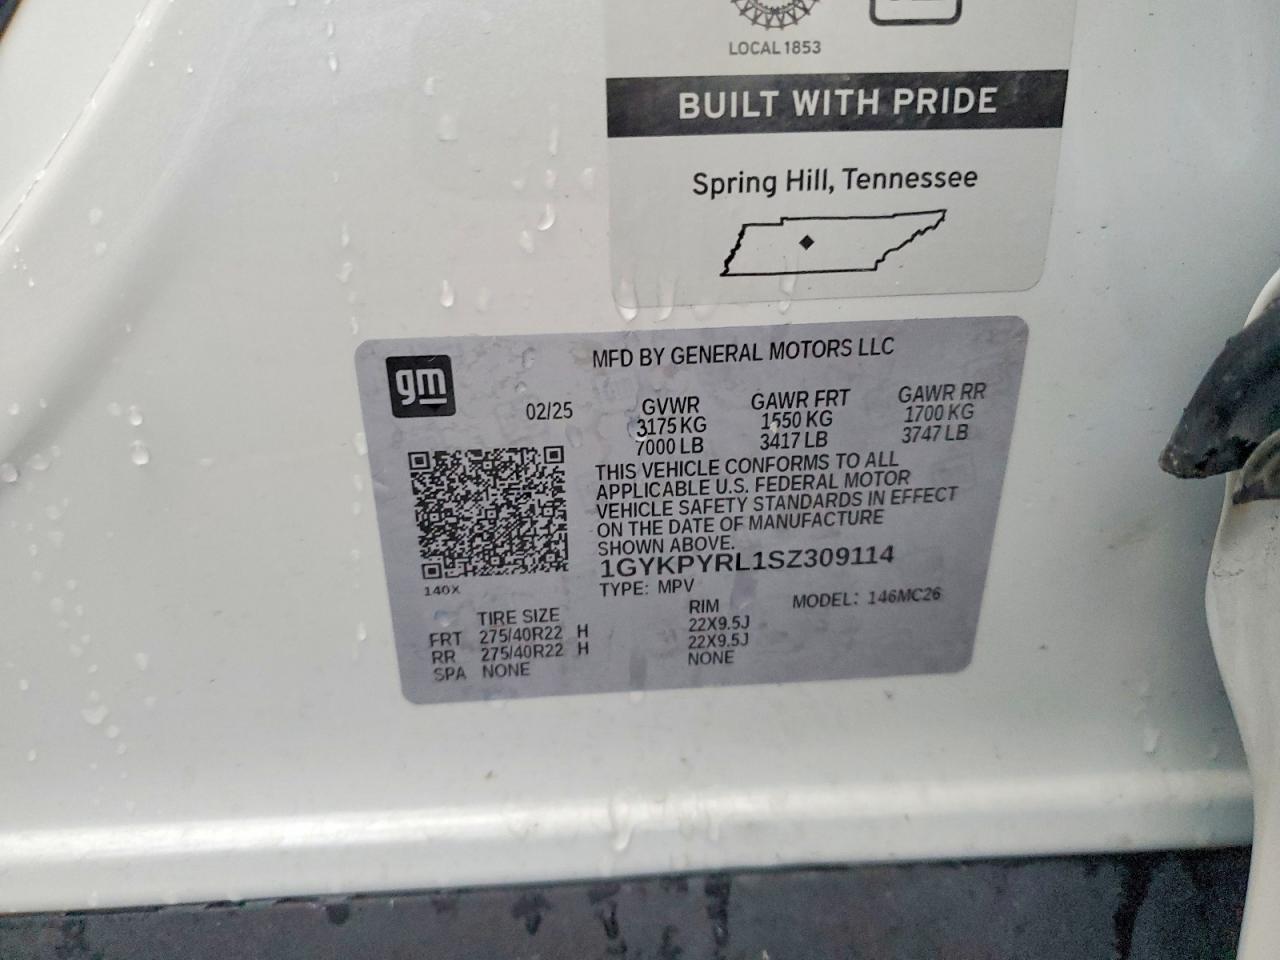 LOCAL 1853
BUILT WITH PRIDE
Spring Hill, Tennessee
gm
MFD BY GENERAL MOTORS LLC
02/25 GVWR GAWR FRT GAWR RR
3175 KG 1550 KG 1700 KG
7000 LB 3417 LB 3747 LB
THIS VEHICLE CONFORMS TO ALL
APPLICABLE U.S. FEDERAL MOTOR
VEHICLE SAFETY STANDARDS IN EFFECT
ON THE DATE OF MANUFACTURE
SHOWN ABOVE.
1GYKPYRL1SZ309114
140X
TYPE: MPV MODEL: 146MC26
TIRE SIZE RIM
FRT 275/40R22 H 22X9.5J
RR 275/40R22 H 22X9.5J
SPA NONE NONE